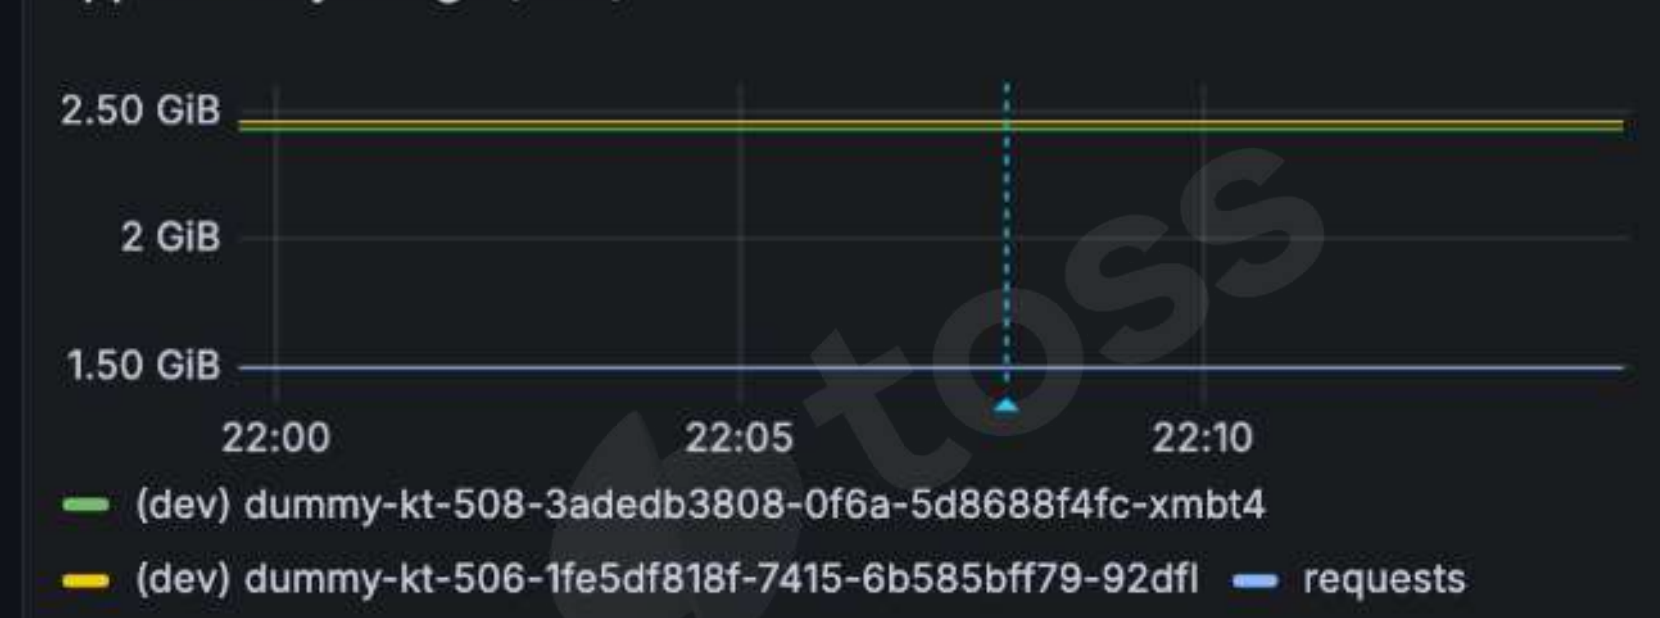 2.50 GiB
2 GiB
1.50 GiB
22:00 22:05 22:10
(dev) dummy-kt-508-3adedb3808-0f6a-5d8688f4fc-xmbt4
(dev) dummy-kt-506-1fe5df818f-7415-6b585bff79-92dfl requests
toss